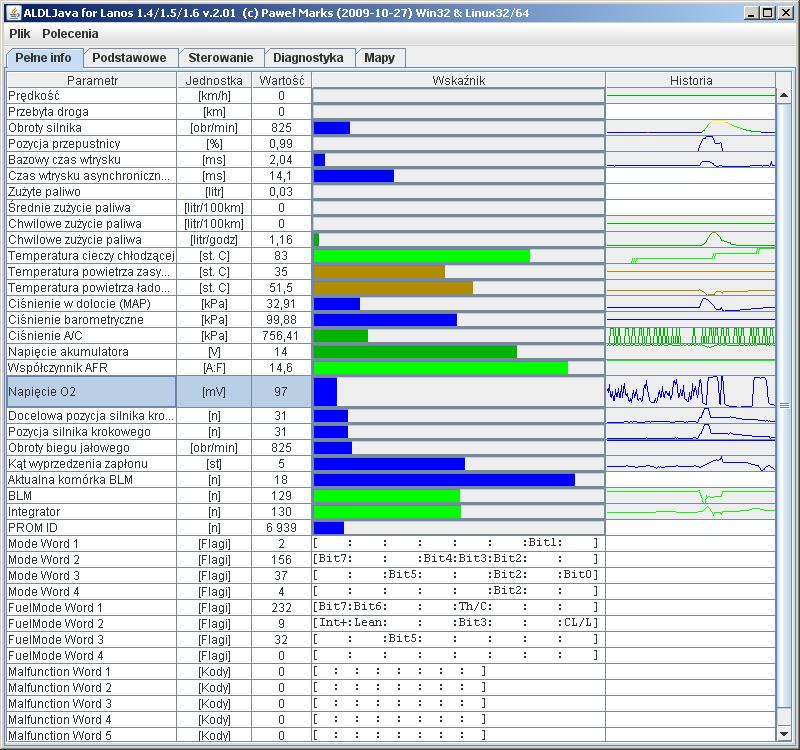 ALDLJava for Lanos 1.4/1.5/1.6 v.2.01 (c) Paweł Marks (2009-10-27) Win32 & Linux32/64
Plik Polecenia
Pełne info Podstawowe Sterowanie Diagnostyka Mapy
Parametr Jednostka Wartość Wskaźnik Historia
Prędkość [km/h] 0
Przebyta droga [km] 0
Obroty silnika [obr/min] 825
Pozycja przepustnicy [%] 0,99
Bazowy czas wtrysku [ms] 2,04
Czas wtrysku asynchroniczn... [ms] 14,1
Zużyte paliwo [litr] 0,03
Średnie zużycie paliwa [litr/100km] 0
Chwilowe zużycie paliwa [litr/100km] 0
Chwilowe zużycie paliwa [litr/godz] 1,16
Temperatura cieczy chłodzącej [st. C] 83
Temperatura powietrza zasy... [st. C] 35
Temperatura powietrza łado... [st. C] 51,5
Ciśnienie w dolocie (MAP) [kPa] 32,91
Ciśnienie barometryczne [kPa] 99,88
Ciśnienie A/C [kPa] 756,41
Napięcie akumulatora [V] 14
Współczynnik AFR [A:F] 14,6
Napięcie O2 [mV] 97
Docelowa pozycja silnika kro... [n] 31
Pozycja silnika krokowego [n] 31
Obroty biegu jałowego [obr/min] 825
Kąt wyprzedzenia zapłonu [st] 5
Aktualna komórka BLM [n] 18
BLM [n] 129
Integrator [n] 130
PROM ID [n] 6 939
Mode Word 1 [Flagi] 2 [ : : : : : :Bit1: ]
Mode Word 2 [Flagi] 156 [Bit7: : :Bit4:Bit3:Bit2: : ]
Mode Word 3 [Flagi] 37 [ : :Bit5: : :Bit2: :Bit0]
Mode Word 4 [Flagi] 4 [ : : : : :Bit2: : ]
FuelMode Word 1 [Flagi] 232 [Bit7:Bit6: : :Th/C: : : ]
FuelMode Word 2 [Flagi] 9 [Int+:Lean: : :Bit3: : :CL/L]
FuelMode Word 3 [Flagi] 32 [ : :Bit5: : : : : ]
FuelMode Word 4 [Flagi] 0 [ : : : : : : : ]
Malfunction Word 1 [Kody] 0 [ : : : : : : : ]
Malfunction Word 2 [Kody] 0 [ : : : : : : : ]
Malfunction Word 3 [Kody] 0 [ : : : : : : : ]
Malfunction Word 4 [Kody] 0 [ : : : : : : : ]
Malfunction Word 5 [Kody] 0 [ : : : : : : : ]